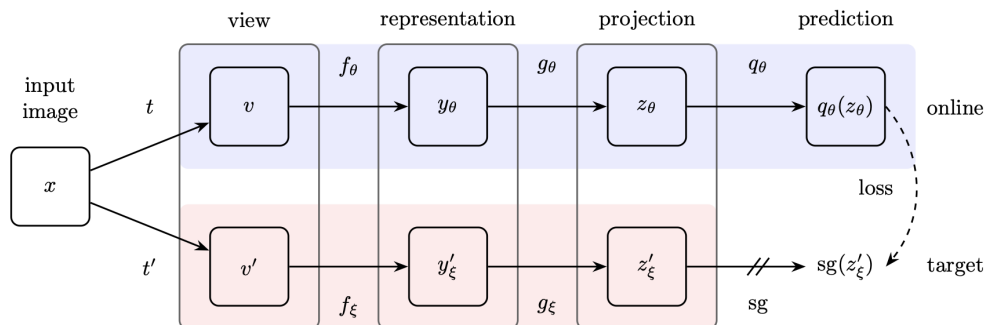 view representation projection prediction
input
image
t
f_θ
g_θ
q_θ
v
y_θ
z_θ
q_θ(z_θ)
online
x
loss
t′
v′
y′_ξ
z′_ξ
sg(z′_ξ)
target
f_ξ
g_ξ
sg